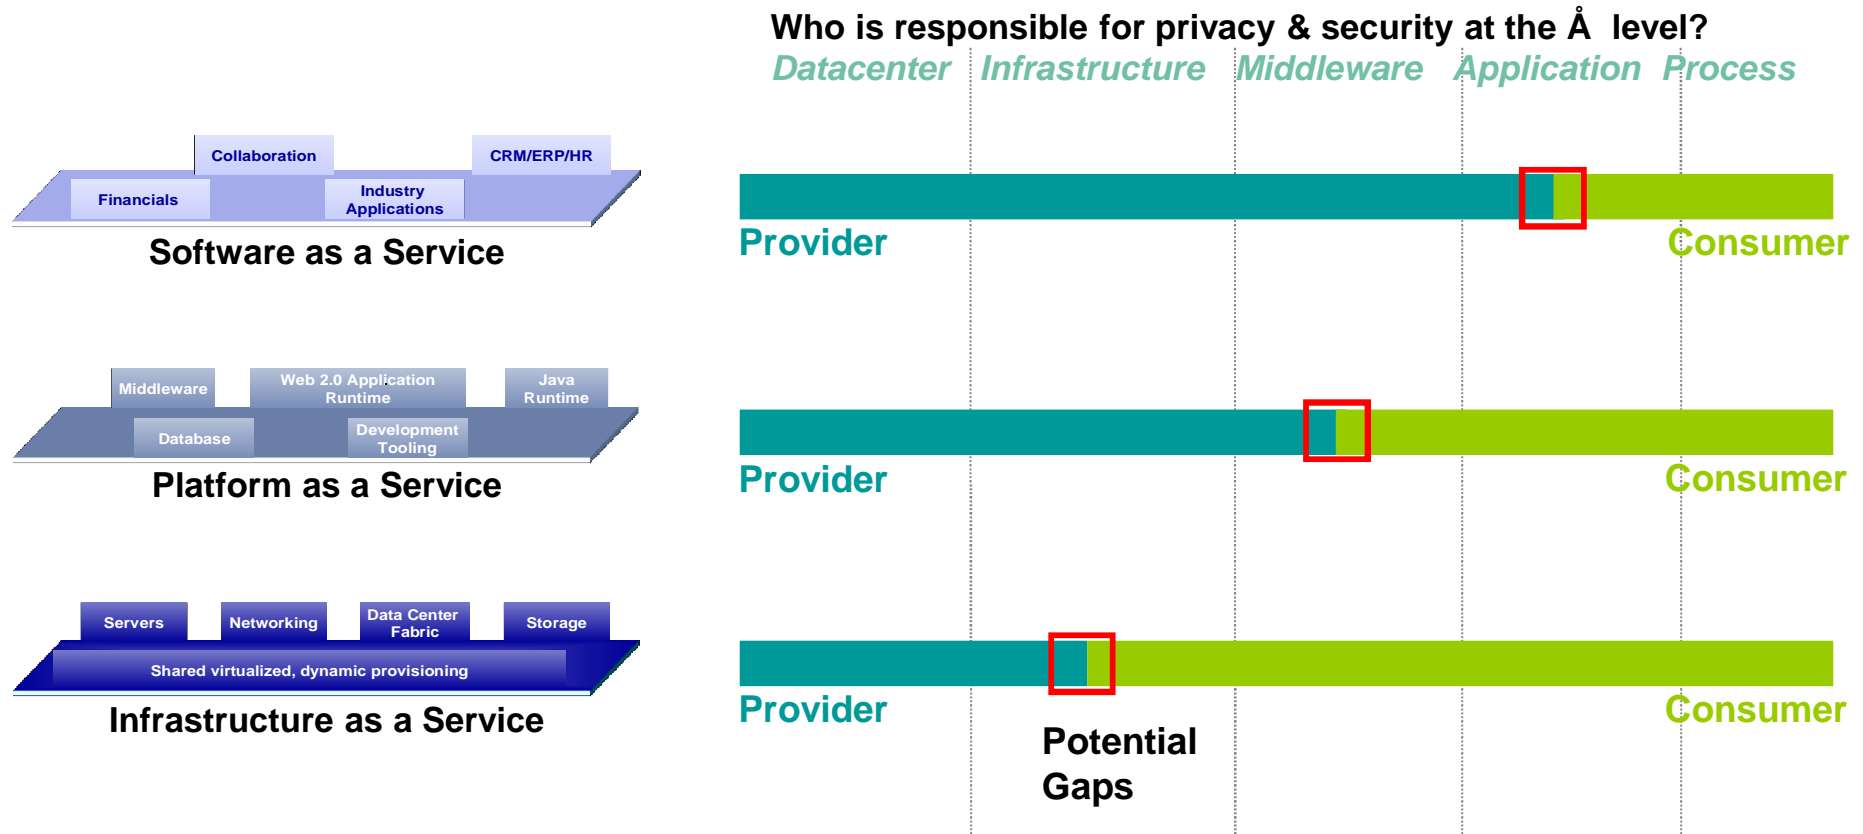 Who is responsible for privacy & security at the Å level?
Datacenter Infrastructure Middleware Application Process
Collaboration
CRM/ERP/HR
Financials
Industry
Applications
Software as a Service
Provider
Consumer
Middleware
Web 2.0 Application
Runtime
Java
Runtime
Database
Development
Tooling
Platform as a Service
Provider
Consumer
Servers
Networking
Data Center
Fabric
Storage
Shared virtualized, dynamic provisioning
Infrastructure as a Service
Provider
Consumer
Potential
Gaps